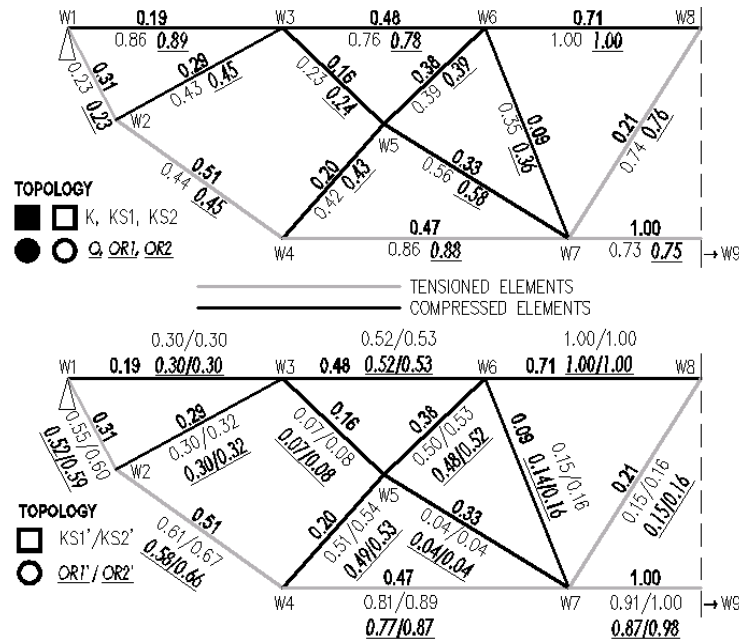 W1 0.19 W3 0.48 W6 0.71 W8
0.86 0.89 0.76 0.78 1.00 1.00
0.31
0.23 0.23
0.29
0.43 0.45
0.16
0.23 0.24
0.38
0.39 0.39
0.09
0.35 0.36
0.21
0.74 0.76
W2
W5
0.51
0.44 0.45
0.20
0.42 0.43
0.33
0.56 0.58
TOPOLOGY
K, KS1, KS2
Q, OR1, OR2
W4 0.47 W7 1.00
0.86 0.88 0.73 0.75 → W9
TENSIONED ELEMENTS
COMPRESSED ELEMENTS
0.30/0.30 0.52/0.53 1.00/1.00
W1 0.19 0.30/0.30 W3 0.48 0.52/0.53 W6 0.71 1.00/1.00 W8
0.31
0.55/0.60
0.52/0.59
0.29
0.30/0.32
0.30/0.32
0.16
0.07/0.08
0.07/0.08
0.38
0.50/0.53
0.48/0.52
0.09
0.15/0.16
0.14/0.16
0.21
0.15/0.16
0.15/0.16
W2
W5
0.51
0.61/0.67
0.58/0.66
0.20
0.51/0.54
0.49/0.53
0.33
0.04/0.04
0.04/0.04
TOPOLOGY
KS1'/KS2'
OR1'/OR2'
W4 0.47 W7 1.00
0.81/0.89 0.91/1.00 → W9
0.77/0.87 0.87/0.98